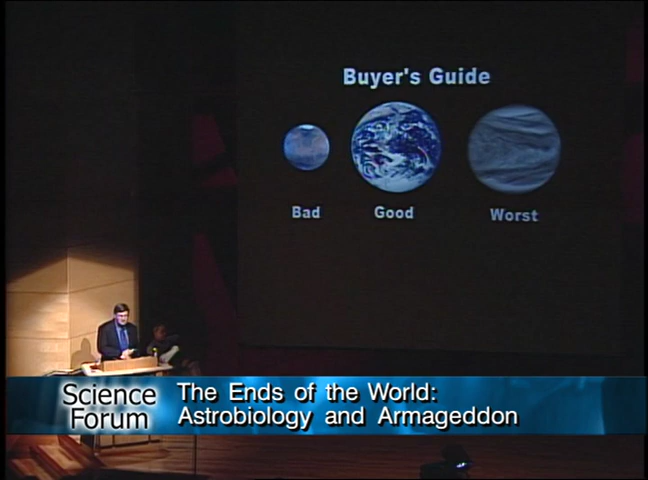 Buyer's Guide
Bad
Good
Worst
Science
Forum
The Ends of the World:
Astrobiology and Armageddon